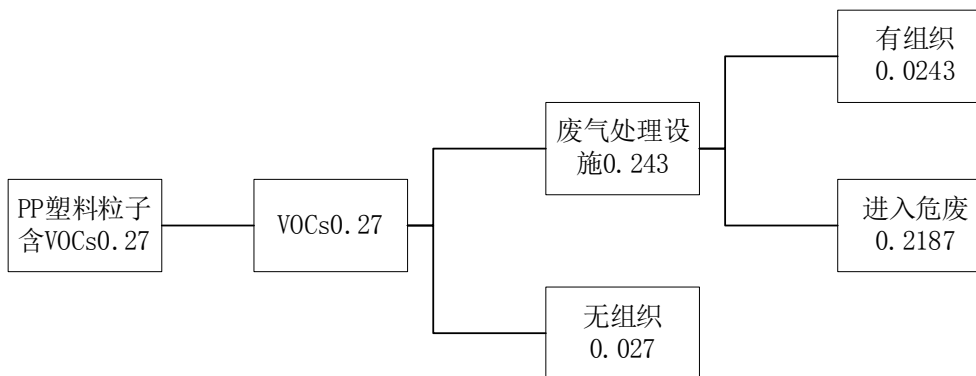 PP塑料粒子
含VOCs0.27
VOCs0.27
废气处理设
施0.243
无组织
0.027
有组织
0.0243
进入危废
0.2187